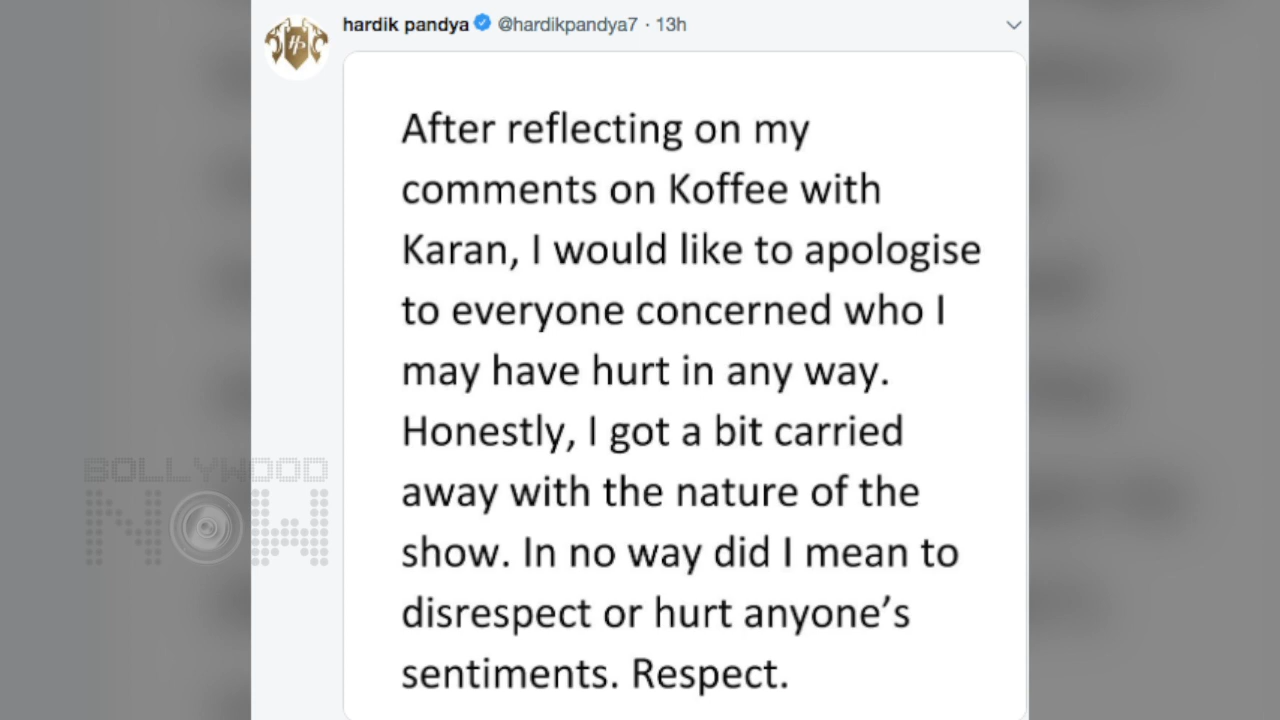 hardik pandya @hardikpandya7 · 13h
After reflecting on my
comments on Koffee with
Karan, I would like to apologise
to everyone concerned who I
may have hurt in any way.
Honestly, I got a bit carried
away with the nature of the
show. In no way did I mean to
disrespect or hurt anyone’s
sentiments. Respect.
BOLLYWOOD
NOW